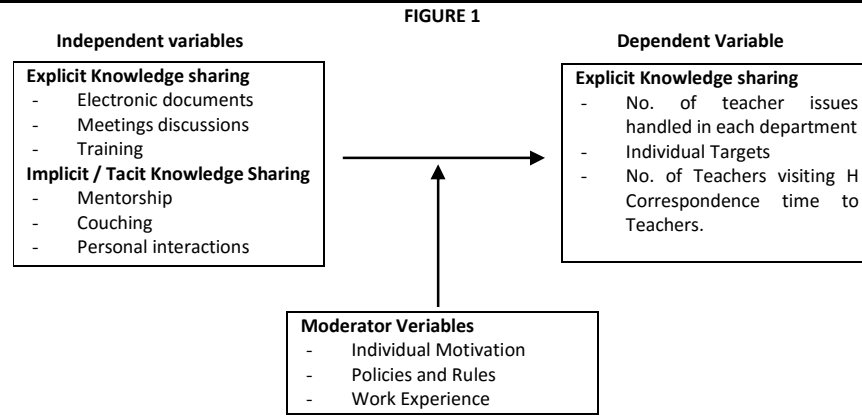 FIGURE 1
Independent variables
Explicit Knowledge sharing
- Electronic documents
- Meetings discussions
- Training
Implicit / Tacit Knowledge Sharing
- Mentorship
- Couching
- Personal interactions
Dependent Variable
Explicit Knowledge sharing
- No. of teacher issues
handled in each department
- Individual Targets
- No. of Teachers visiting H
Correspondence time to
Teachers.
Moderator Veriables
- Individual Motivation
- Policies and Rules
- Work Experience